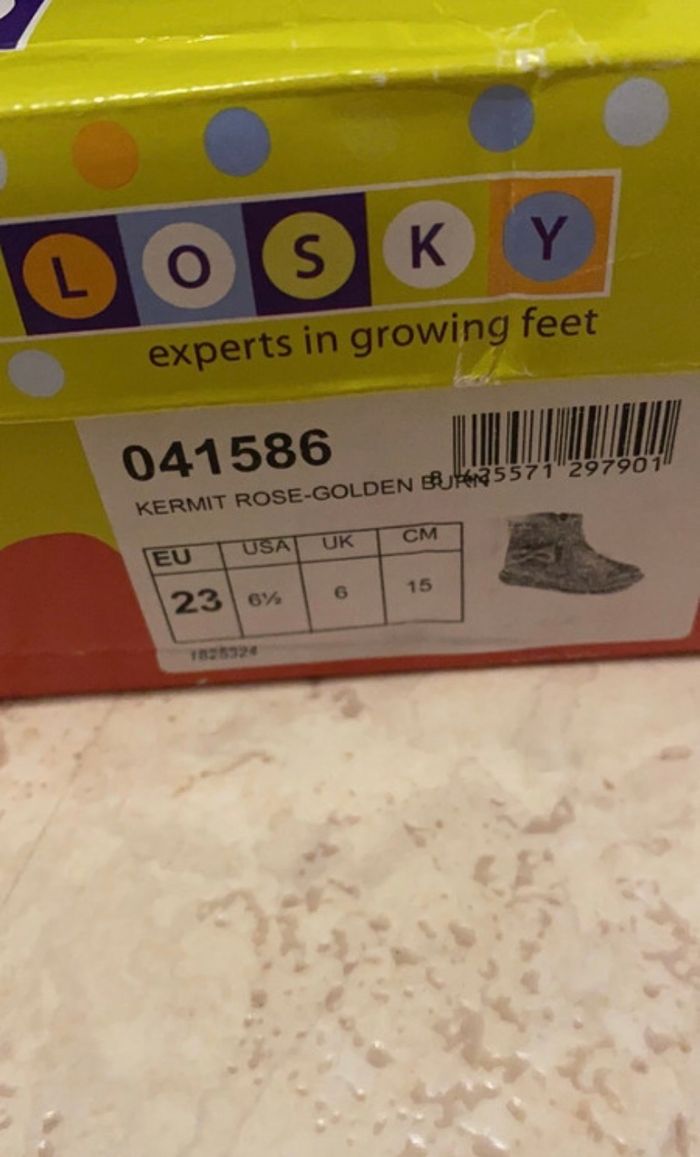 LOSKY
experts in growing feet
041586
KERMIT ROSE-GOLDEN BURN
297901
EU USA UK CM
23 6½ 6 15